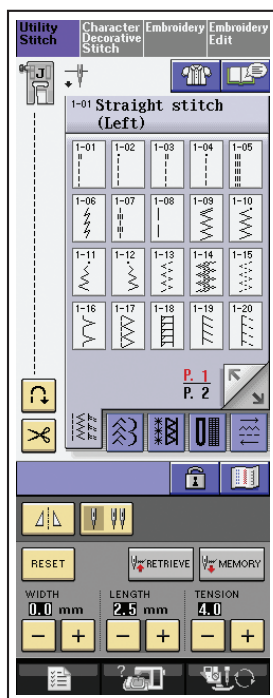 Utility Stitch
Character Decorative Stitch
Embroidery
Embroidery Edit
J
1-01 Straight stitch
(Left)
1-01 1-02 1-03 1-04 1-05
1-06 1-07 1-08 1-09 1-10
1-11 1-12 1-13 1-14 1-15
1-16 1-17 1-18 1-19 1-20
P. 1
P. 2
RESET RETRIEVE MEMORY
WIDTH LENGTH TENSION
0.0 mm 2.5 mm 4.0
− + − + − +
?